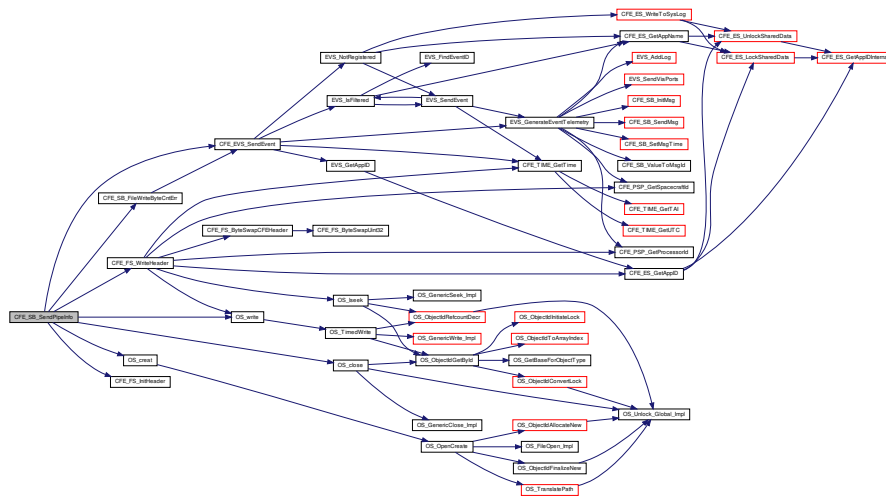 CFE_ES_WriteToSysLog
CFE_ES_GetAppName
CFE_ES_UnlockSharedData
EVS_NotRegistered
EVS_FindEventID
EVS_AddLog
CFE_ES_LockSharedData
CFE_ES_GetAppIDInternal
EVS_SendViaPorts
EVS_IsFiltered
EVS_SendEvent
CFE_SB_InitMsg
EVS_GenerateEventTelemetry
CFE_SB_SendMsg
CFE_EVS_SendEvent
CFE_SB_SetMsgTime
EVS_GetAppID
CFE_TIME_GetTime
CFE_SB_ValueToMsgId
CFE_PSP_GetSpacecraftId
CFE_SB_FileWriteByteCntErr
CFE_TIME_GetTAI
CFE_FS_ByteSwapCFEHeader
CFE_FS_ByteSwapUint32
CFE_TIME_GetUTC
CFE_PSP_GetProcessorId
CFE_FS_WriteHeader
CFE_ES_GetAppID
OS_lseek
OS_GenericSeek_Impl
CFE_SB_SendPipeInfo
OS_write
OS_ObjectIdRefcountDecr
OS_ObjectIdInitiateLock
OS_TimedWrite
OS_GenericWrite_Impl
OS_ObjectIdToArrayIndex
OS_creat
OS_close
OS_ObjectIdGetById
OS_GetBaseForObjectType
CFE_FS_InitHeader
OS_ObjectIdConvertLock
OS_Unlock_Global_Impl
OS_GenericClose_Impl
OS_ObjectIdAllocateNew
OS_OpenCreate
OS_FileOpen_Impl
OS_ObjectIdFinalizeNew
OS_TranslatePath